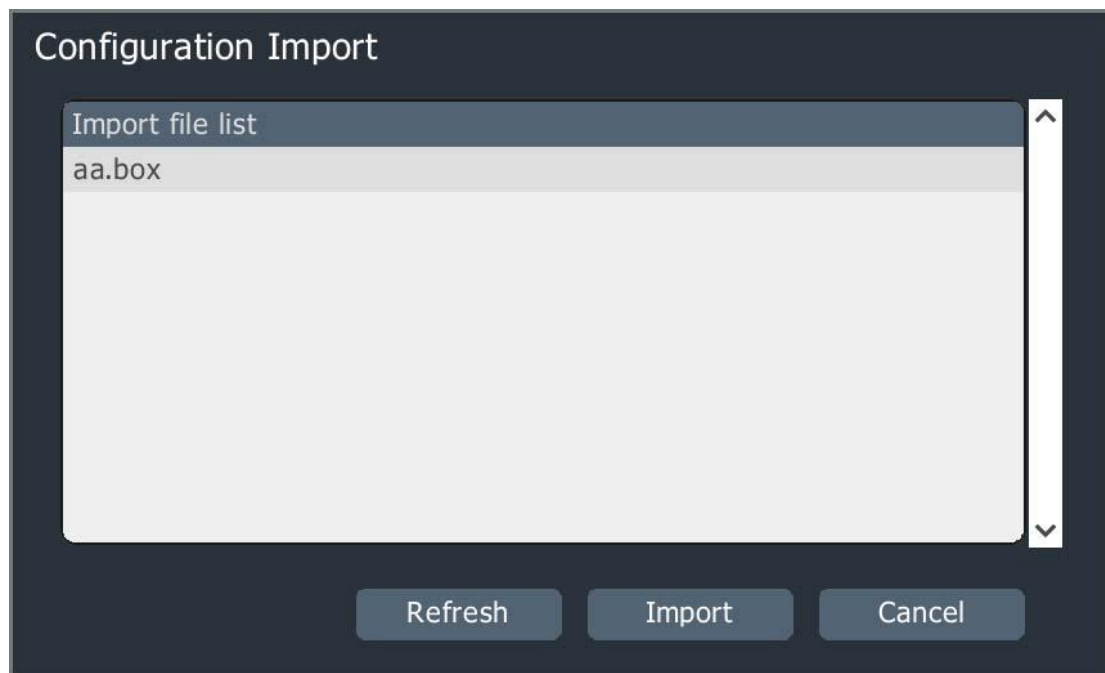 Configuration Import
Import file list
aa.box
Refresh Import Cancel